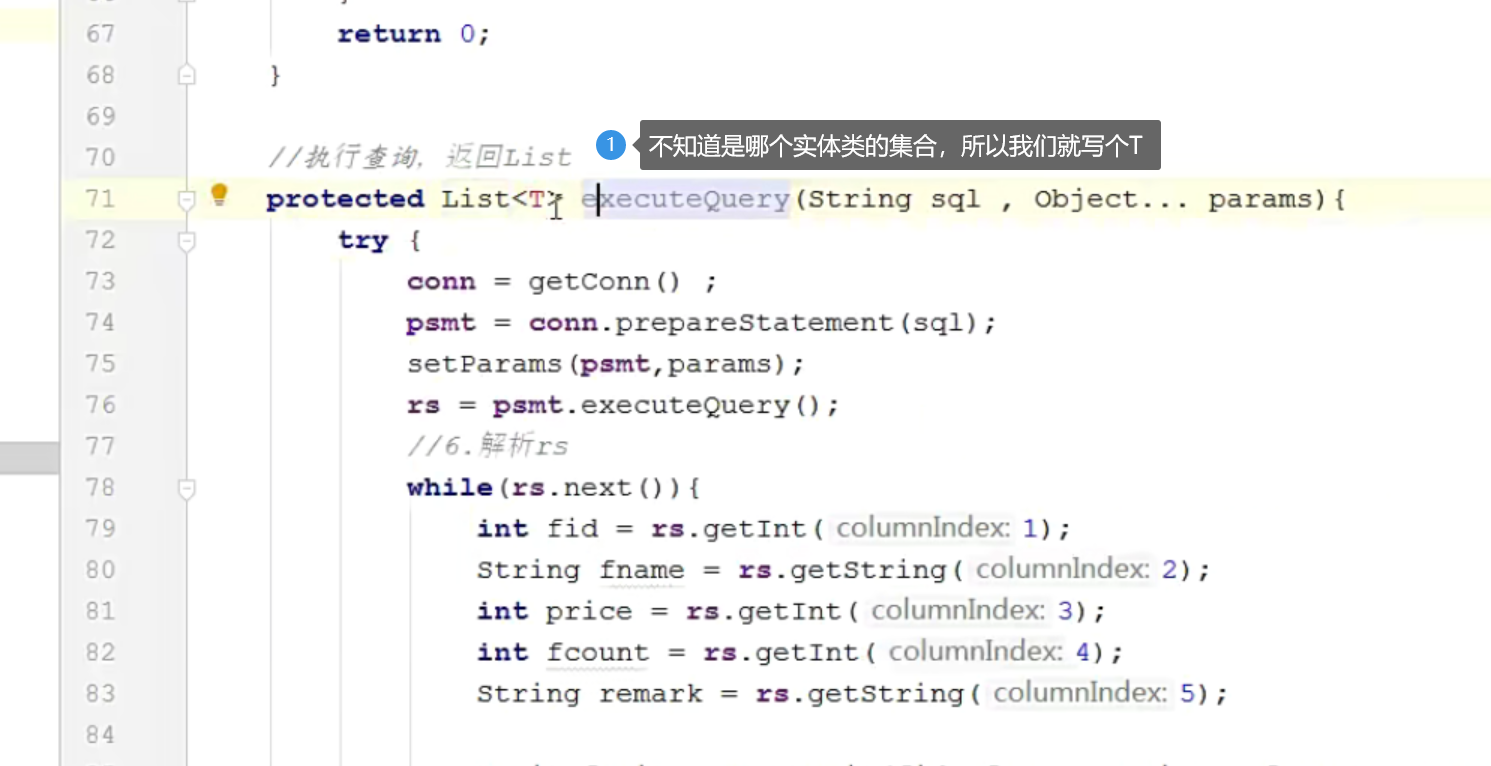 67 return 0;
68 }
69
1 不知道是哪个实体类的集合，所以我们就写个T
70 //执行查询，返回List
71 protected List<T> executeQuery(String sql , Object... params){
72 try {
73 conn = getConn() ;
74 psmt = conn.prepareStatement(sql);
75 setParams(psmt,params);
76 rs = psmt.executeQuery();
77 //6.解析rs
78 while(rs.next()){
79 int fid = rs.getInt( columnIndex: 1);
80 String fname = rs.getString( columnIndex: 2);
81 int price = rs.getInt( columnIndex: 3);
82 int fcount = rs.getInt( columnIndex: 4);
83 String remark = rs.getString( columnIndex: 5);
84